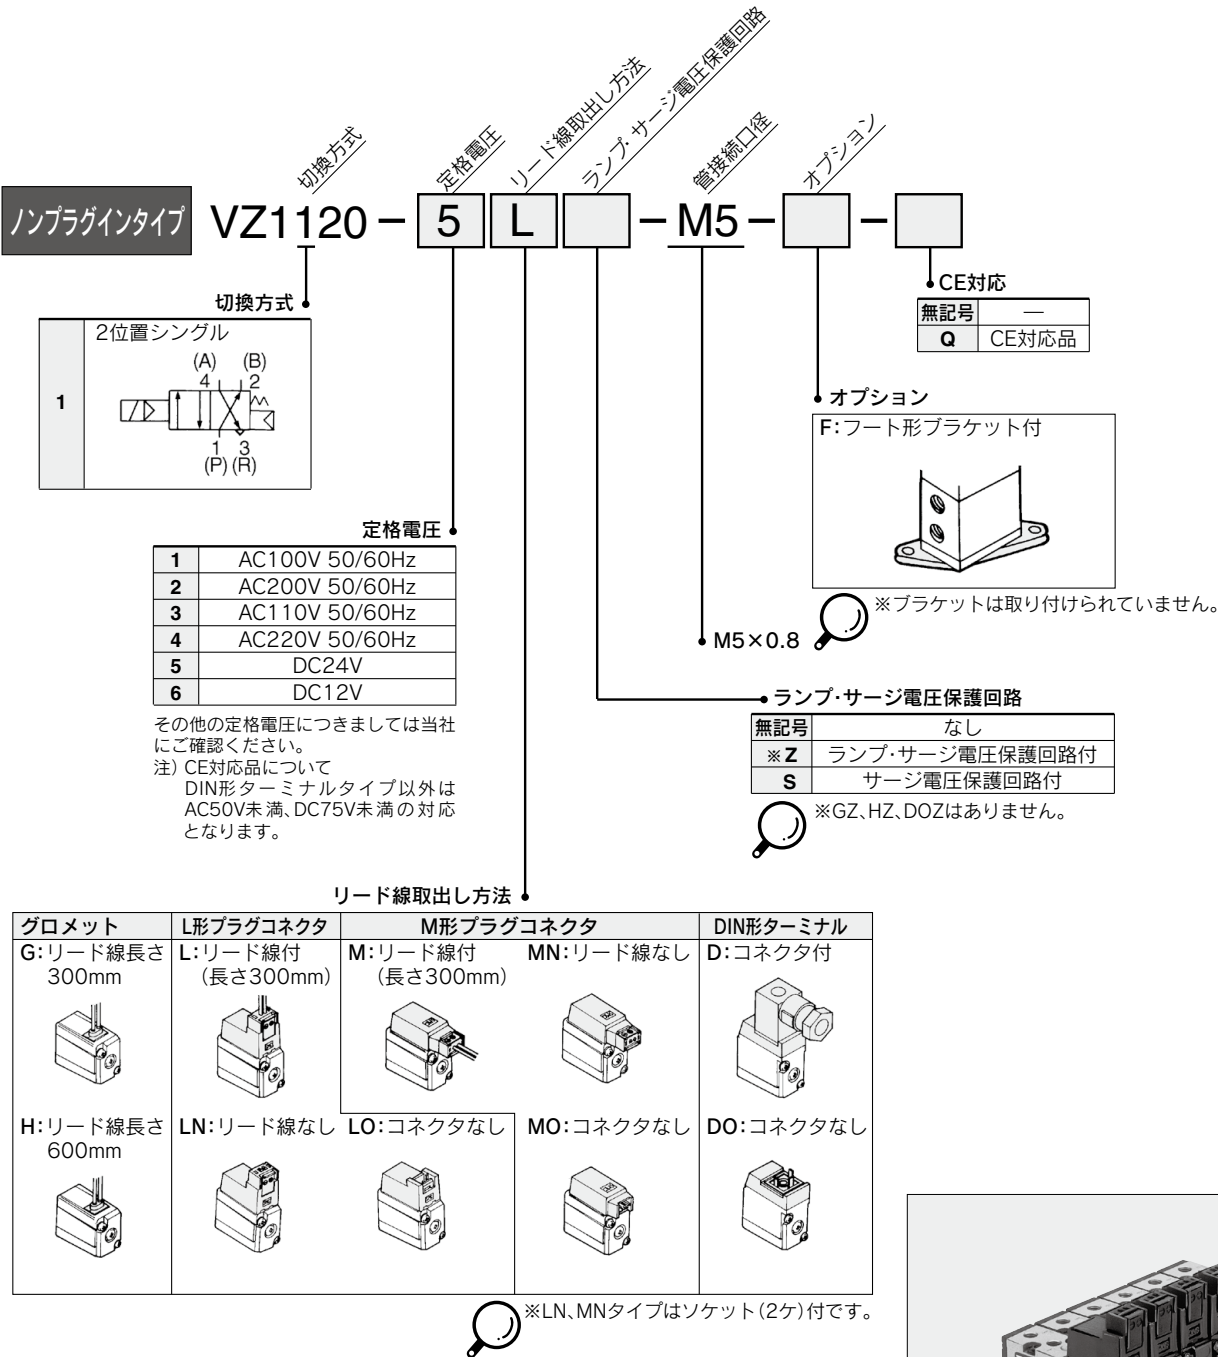 切換方式
定格電圧
リード線取出し方法
ランプ・サージ電圧保護回路
管接続口径
オプション
ノンプラグインタイプ
VZ1120 − 5 L − M5 − −
切換方式
1
2位置シングル
(A) (B)
4 2
1 3
(P) (R)
CE対応
無記号 —
Q CE対応品
オプション
F:フート形ブラケット付
※ブラケットは取り付けられていません。
定格電圧
1 AC100V 50/60Hz
2 AC200V 50/60Hz
3 AC110V 50/60Hz
4 AC220V 50/60Hz
5 DC24V
6 DC12V
その他の定格電圧につきましては当社
にご確認ください。
注) CE対応品について
DIN形ターミナルタイプ以外は
AC50V未満、DC75V未満の対応
となります。
M5×0.8
ランプ・サージ電圧保護回路
無記号 なし
※Z ランプ・サージ電圧保護回路付
S サージ電圧保護回路付
※GZ、HZ、DOZはありません。
リード線取出し方法
グロメット L形プラグコネクタ M形プラグコネクタ DIN形ターミナル
G:リード線長さ
300mm
L:リード線付
(長さ300mm)
M:リード線付
(長さ300mm)
MN:リード線なし
D:コネクタ付
H:リード線長さ
600mm
LN:リード線なし
LO:コネクタなし
MO:コネクタなし
DO:コネクタなし
※LN、MNタイプはソケット(2ケ)付です。